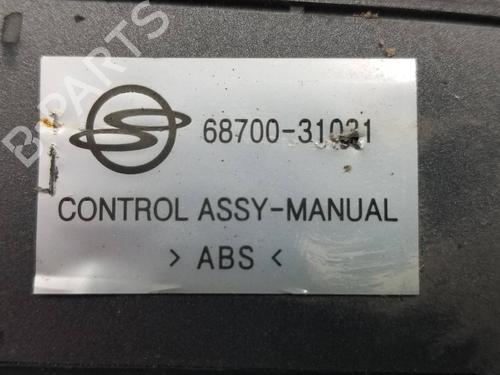 B-PARTS
68700-31021
CONTROL ASSY-MANUAL
> ABS <